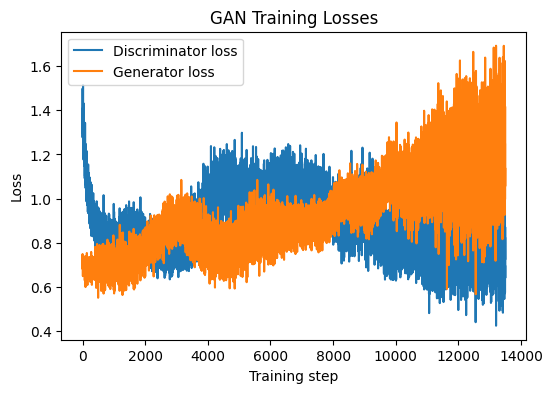 GAN Training Losses
Discriminator loss
Generator loss
1.6
1.4
1.2
1.0
0.8
0.6
0.4
Loss
0 2000 4000 6000 8000 10000 12000 14000
Training step